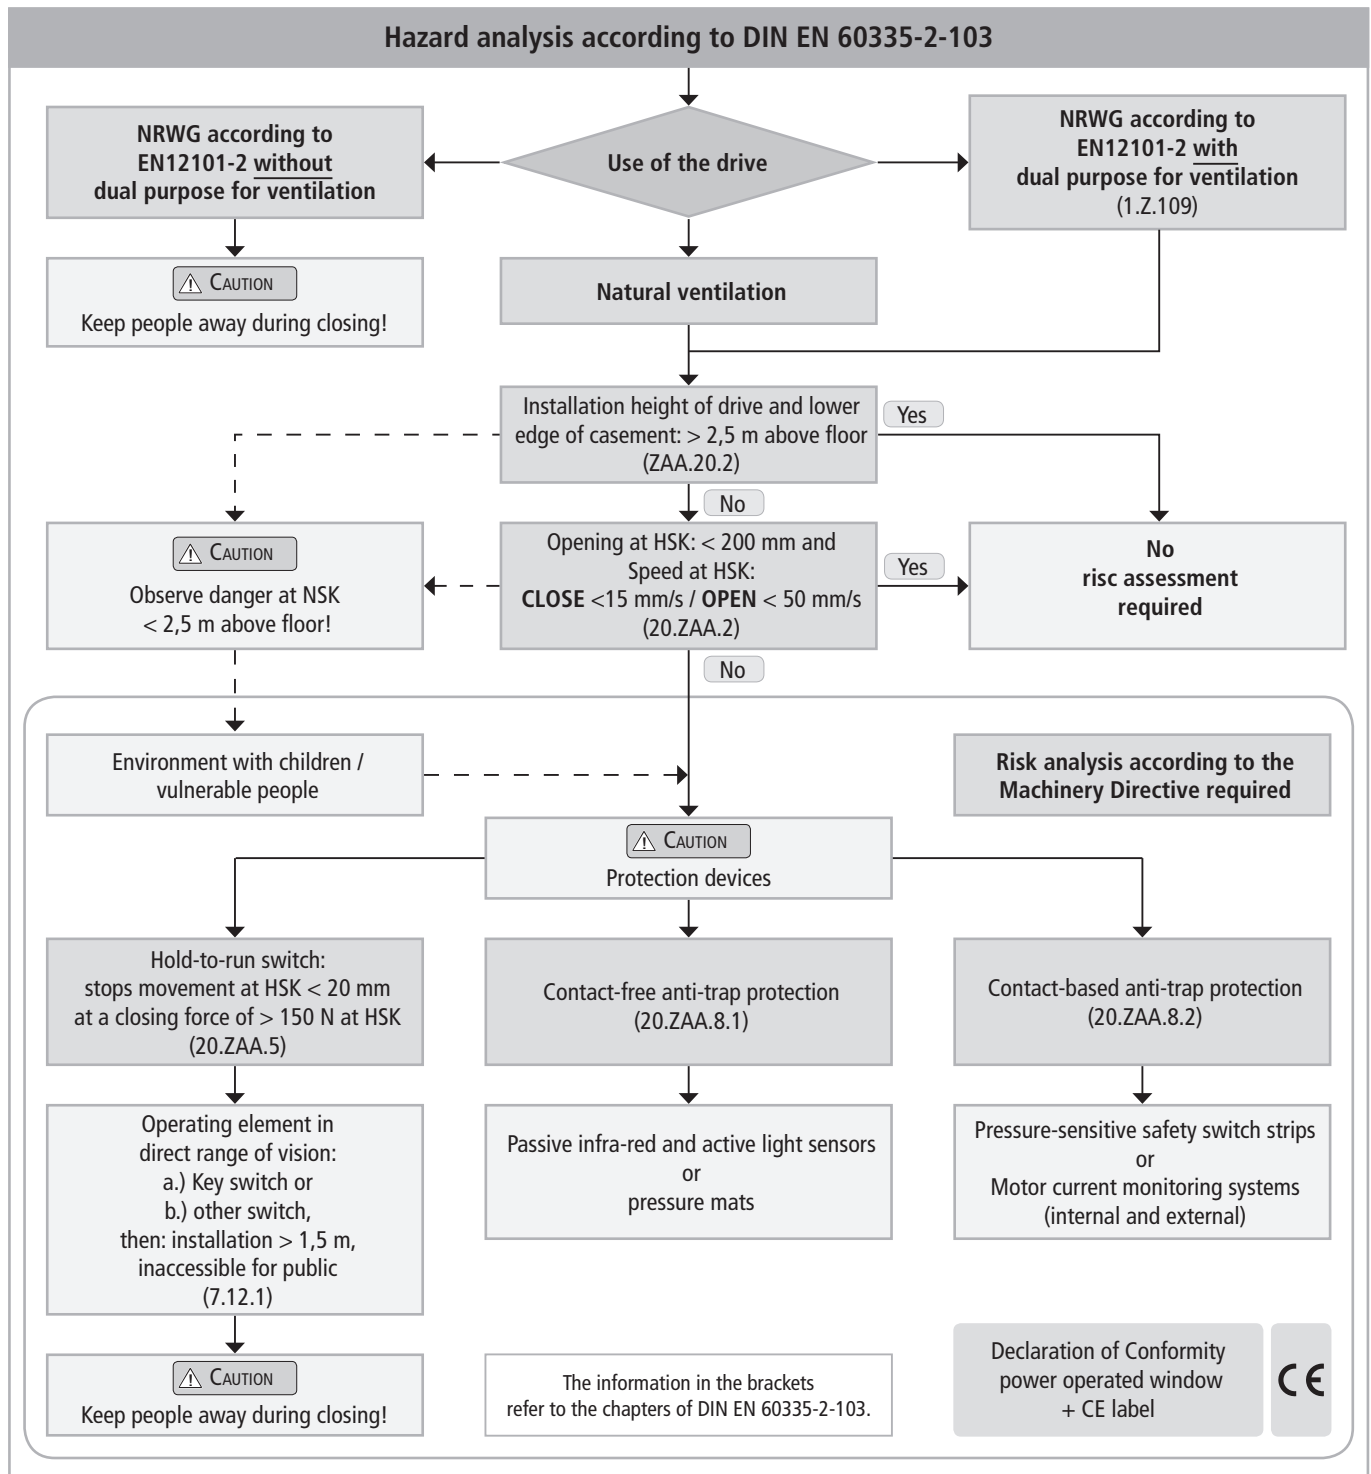 Hazard analysis according to DIN EN 60335-2-103
NRWG according to
EN12101-2 without
dual purpose for ventilation
Use of the drive
NRWG according to
EN12101-2 with
dual purpose for ventilation
(1.Z.109)
CAUTION
Keep people away during closing!
Natural ventilation
Installation height of drive and lower
edge of casement: > 2,5 m above floor
(ZAA.20.2)
Yes
No
CAUTION
Observe danger at NSK
< 2,5 m above floor!
Opening at HSK: < 200 mm and
Speed at HSK:
CLOSE <15 mm/s / OPEN < 50 mm/s
(20.ZAA.2)
Yes
No
risc assessment
required
No
Environment with children /
vulnerable people
Risk analysis according to the
Machinery Directive required
CAUTION
Protection devices
Hold-to-run switch:
stops movement at HSK < 20 mm
at a closing force of > 150 N at HSK
(20.ZAA.5)
Contact-free anti-trap protection
(20.ZAA.8.1)
Contact-based anti-trap protection
(20.ZAA.8.2)
Operating element in
direct range of vision:
a.) Key switch or
b.) other switch,
then: installation > 1,5 m,
inaccessible for public
(7.12.1)
Passive infra-red and active light sensors
or
pressure mats
Pressure-sensitive safety switch strips
or
Motor current monitoring systems
(internal and external)
CAUTION
Keep people away during closing!
The information in the brackets
refer to the chapters of DIN EN 60335-2-103.
Declaration of Conformity
power operated window
+ CE label
CE